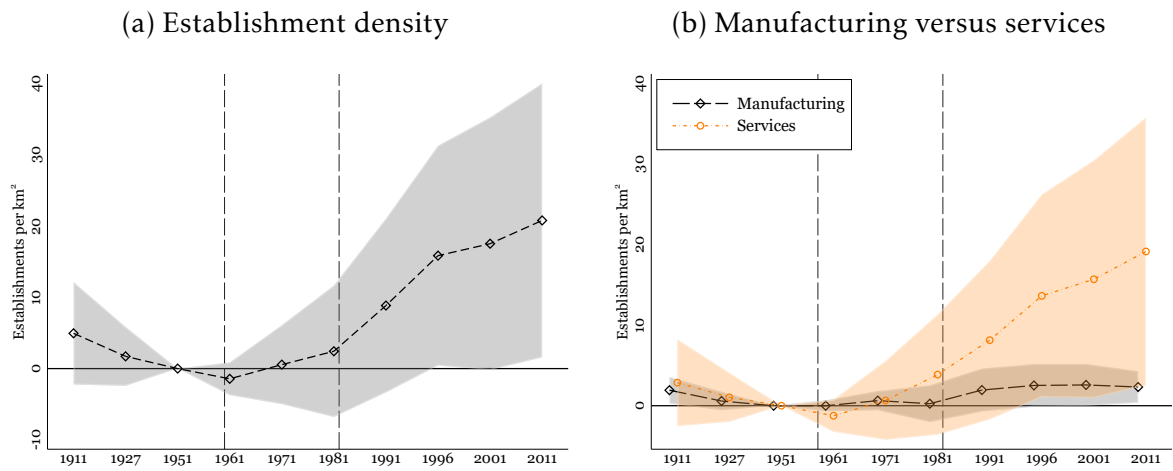 (a) Establishment density
Establishments per km²
40
30
20
10
0
-10
1911 1927 1951 1961 1971 1981 1991 1996 2001 2011
(b) Manufacturing versus services
Manufacturing
Services
Establishments per km²
40
30
20
10
0
1911 1927 1951 1961 1971 1981 1991 1996 2001 2011